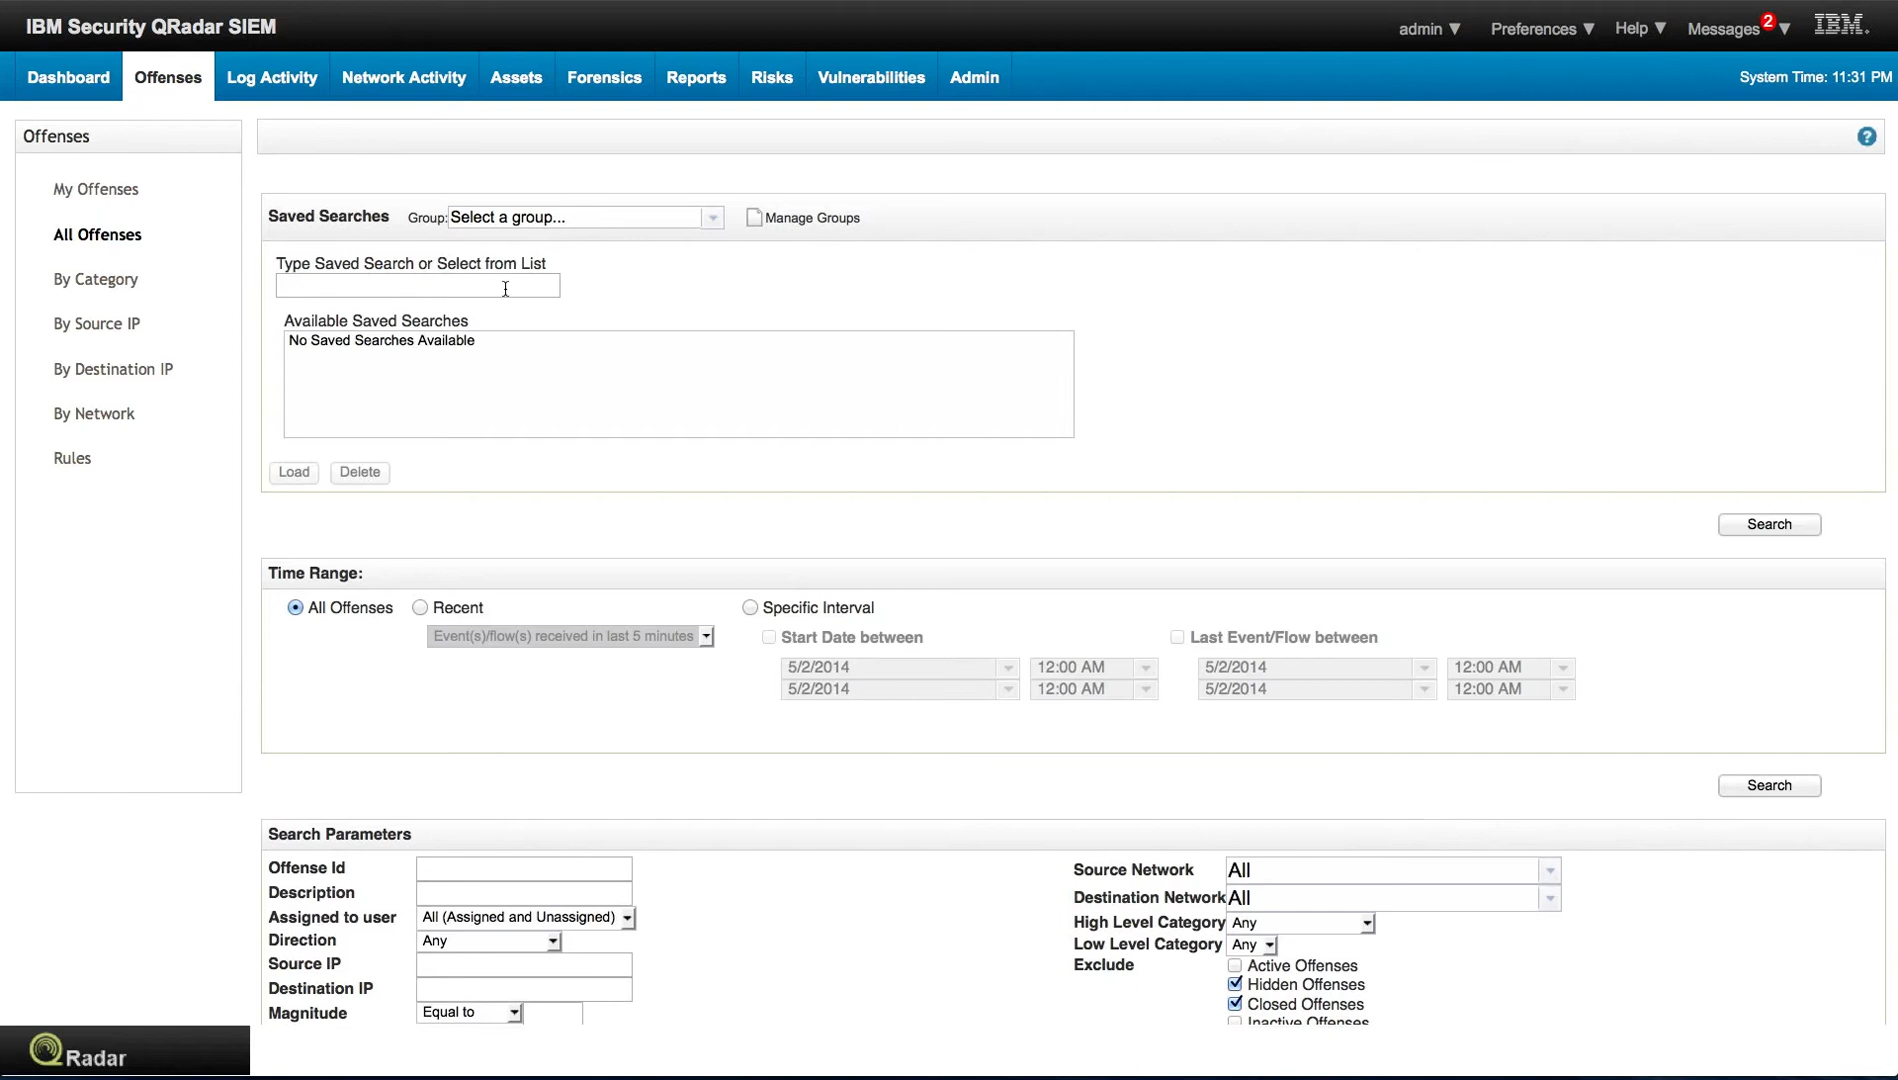 IBM Security QRadar SIEM
admin ▼ Preferences ▼ Help ▼ Messages 2 ▼ IBM.
Dashboard Offenses Log Activity Network Activity Assets Forensics Reports Risks Vulnerabilities Admin System Time: 11:31 PM
Offenses
?
My Offenses
All Offenses
By Category
By Source IP
By Destination IP
By Network
Rules
Saved Searches Group: Select a group... Manage Groups
Type Saved Search or Select from List
Available Saved Searches
No Saved Searches Available
Load Delete
Search
Time Range:
All Offenses Recent Specific Interval
Event(s)/flow(s) received in last 5 minutes Start Date between Last Event/Flow between
5/2/2014 12:00 AM 5/2/2014 12:00 AM
5/2/2014 12:00 AM 5/2/2014 12:00 AM
Search
Search Parameters
Offense Id
Description
Assigned to user All (Assigned and Unassigned)
Direction Any
Source IP
Destination IP
Magnitude Equal to
Source Network All
Destination Network All
High Level Category Any
Low Level Category Any
Exclude Active Offenses
Hidden Offenses
Closed Offenses
Inactive Offenses
QRadar